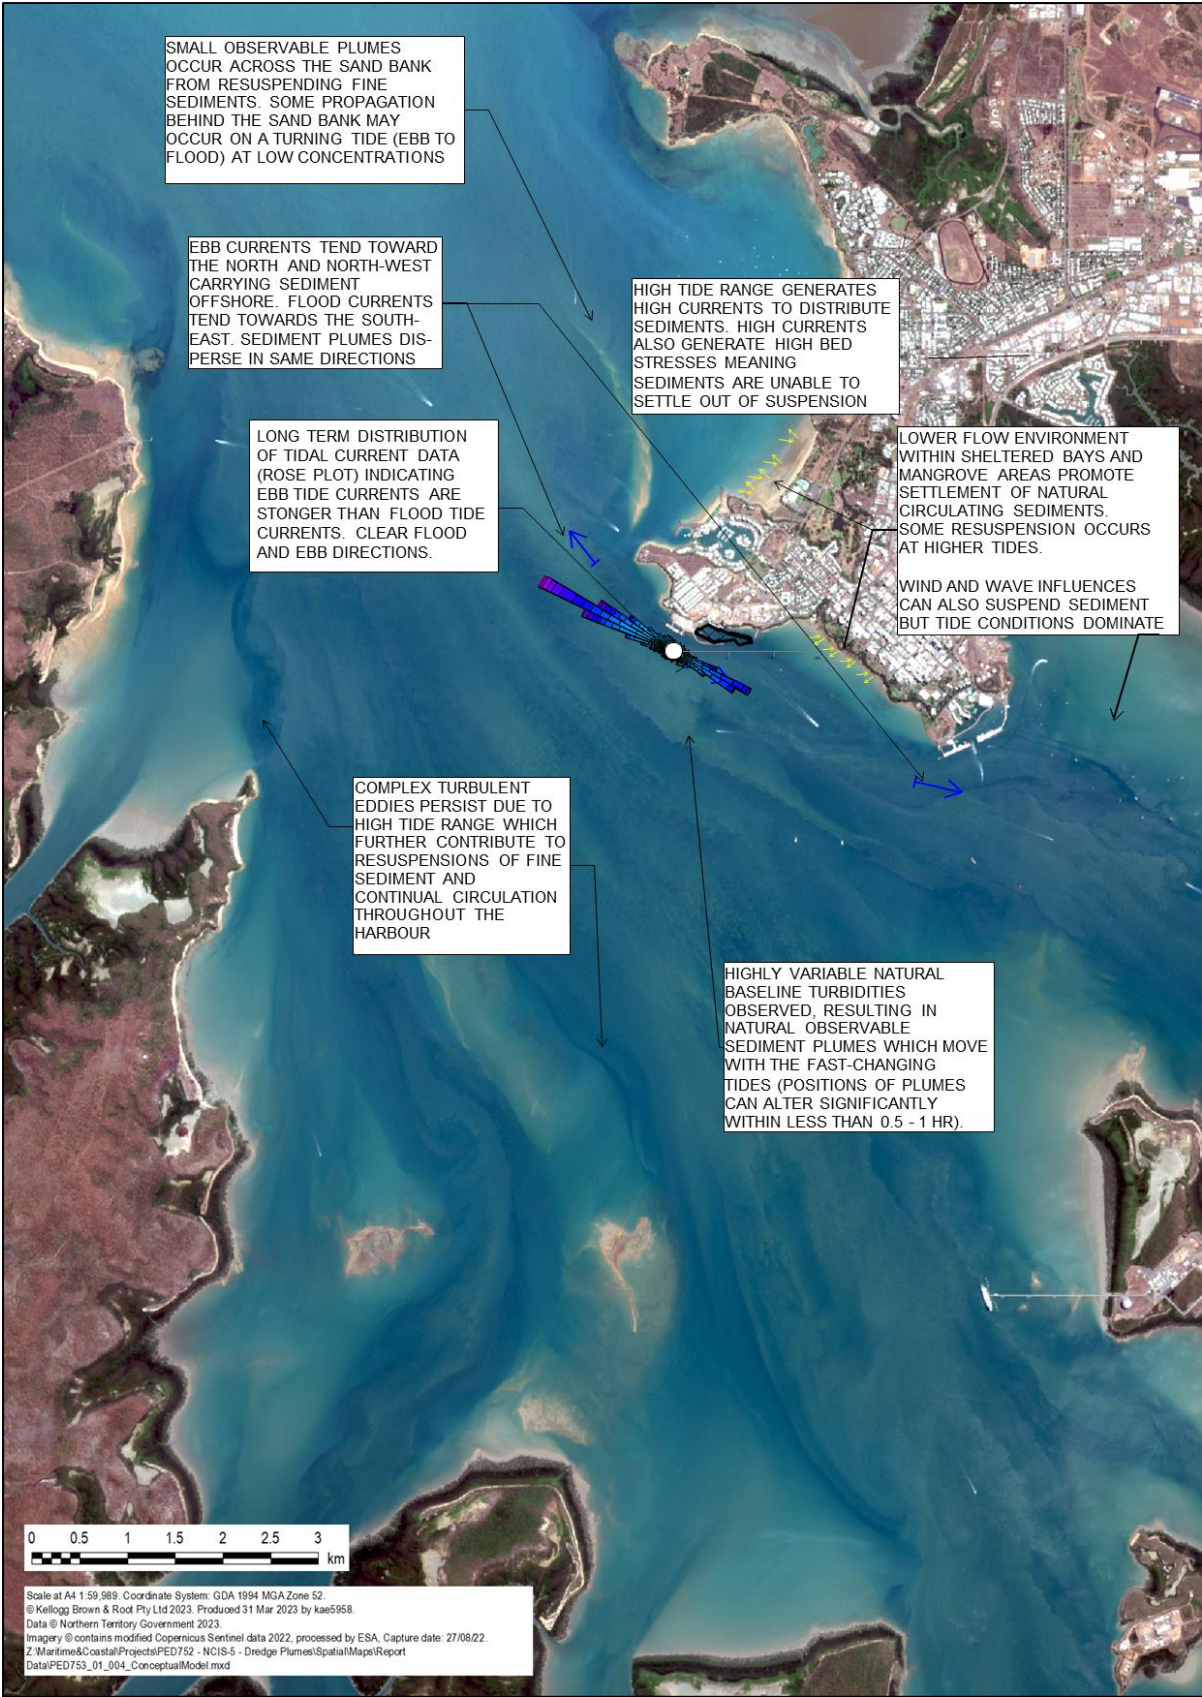 SMALL OBSERVABLE PLUMES
OCCUR ACROSS THE SAND BANK
FROM RESUSPENDING FINE
SEDIMENTS. SOME PROPAGATION
BEHIND THE SAND BANK MAY
OCCUR ON A TURNING TIDE (EBB TO
FLOOD) AT LOW CONCENTRATIONS
EBB CURRENTS TEND TOWARD
THE NORTH AND NORTH-WEST
CARRYING SEDIMENT
OFFSHORE. FLOOD CURRENTS
TEND TOWARDS THE SOUTH-
EAST. SEDIMENT PLUMES DIS-
PERSE IN SAME DIRECTIONS
HIGH TIDE RANGE GENERATES
HIGH CURRENTS TO DISTRIBUTE
SEDIMENTS. HIGH CURRENTS
ALSO GENERATE HIGH BED
STRESSES MEANING
SEDIMENTS ARE UNABLE TO
SETTLE OUT OF SUSPENSION
LONG TERM DISTRIBUTION
OF TIDAL CURRENT DATA
(ROSE PLOT) INDICATING
EBB TIDE CURRENTS ARE
STONGER THAN FLOOD TIDE
CURRENTS. CLEAR FLOOD
AND EBB DIRECTIONS.
LOWER FLOW ENVIRONMENT
WITHIN SHELTERED BAYS AND
MANGROVE AREAS PROMOTE
SETTLEMENT OF NATURAL
CIRCULATING SEDIMENTS.
SOME RESUSPENSION OCCURS
AT HIGHER TIDES.
WIND AND WAVE INFLUENCES
CAN ALSO SUSPEND SEDIMENT
BUT TIDE CONDITIONS DOMINATE
COMPLEX TURBULENT
EDDIES PERSIST DUE TO
HIGH TIDE RANGE WHICH
FURTHER CONTRIBUTE TO
RESUSPENSIONS OF FINE
SEDIMENT AND
CONTINUAL CIRCULATION
THROUGHOUT THE
HARBOUR
HIGHLY VARIABLE NATURAL
BASELINE TURBIDITIES
OBSERVED, RESULTING IN
NATURAL OBSERVABLE
SEDIMENT PLUMES WHICH MOVE
WITH THE FAST-CHANGING
TIDES (POSITIONS OF PLUMES
CAN ALTER SIGNIFICANTLY
WITHIN LESS THAN 0.5 - 1 HR).
0 0.5 1 1.5 2 2.5 3
km
Scale at A4 1:59,989. Coordinate System: GDA 1994 MGA Zone 52.
© Kellogg Brown & Root Pty Ltd 2023. Produced 31 Mar 2023 by kae5958.
Data © Northern Territory Government 2023.
Imagery © contains modified Copernicus Sentinel data 2022, processed by ESA, Capture date: 27/08/22.
Z:\Maritime&Coastal\Projects\PED752 - NCIS-5 - Dredge Plumes\Spatial\Maps\Report
Data\PED753_01_004_ConceptualModel.mxd